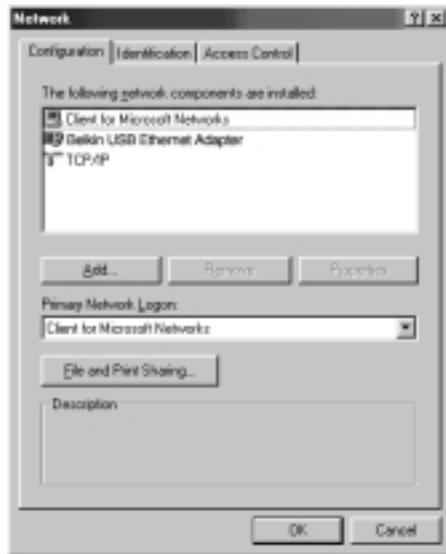 Network
Configuration Identification Access Control
The following network components are installed:
Client for Microsoft Networks
Belkin USB Ethernet Adapter
TCP/IP
Add... Remove Properties
Primary Network Logon:
Client for Microsoft Networks
File and Print Sharing...
Description
OK Cancel